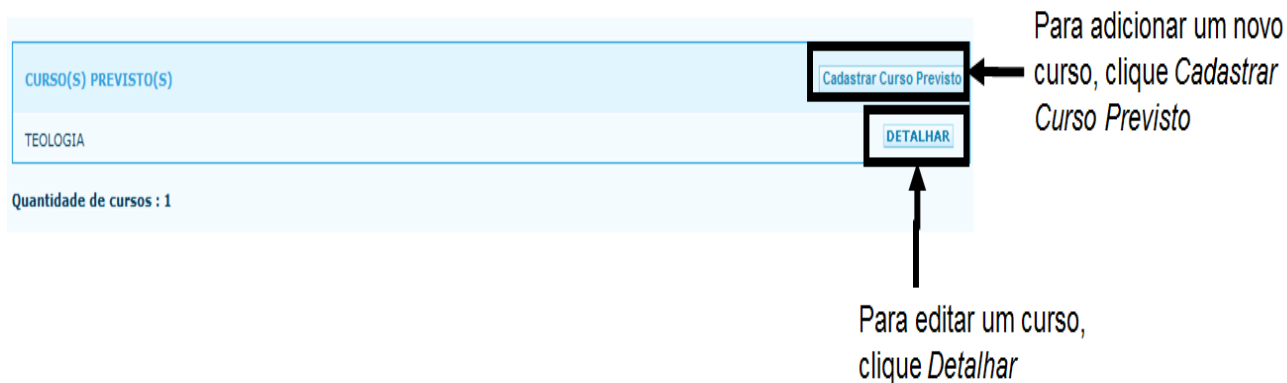 Para adicionar um novo
curso, clique Cadastrar
Curso Previsto
CURSO(S) PREVISTO(S)
Cadastrar Curso Previsto
TEOLOGIA
DETALHAR
Quantidade de cursos : 1
Para editar um curso,
clique Detalhar